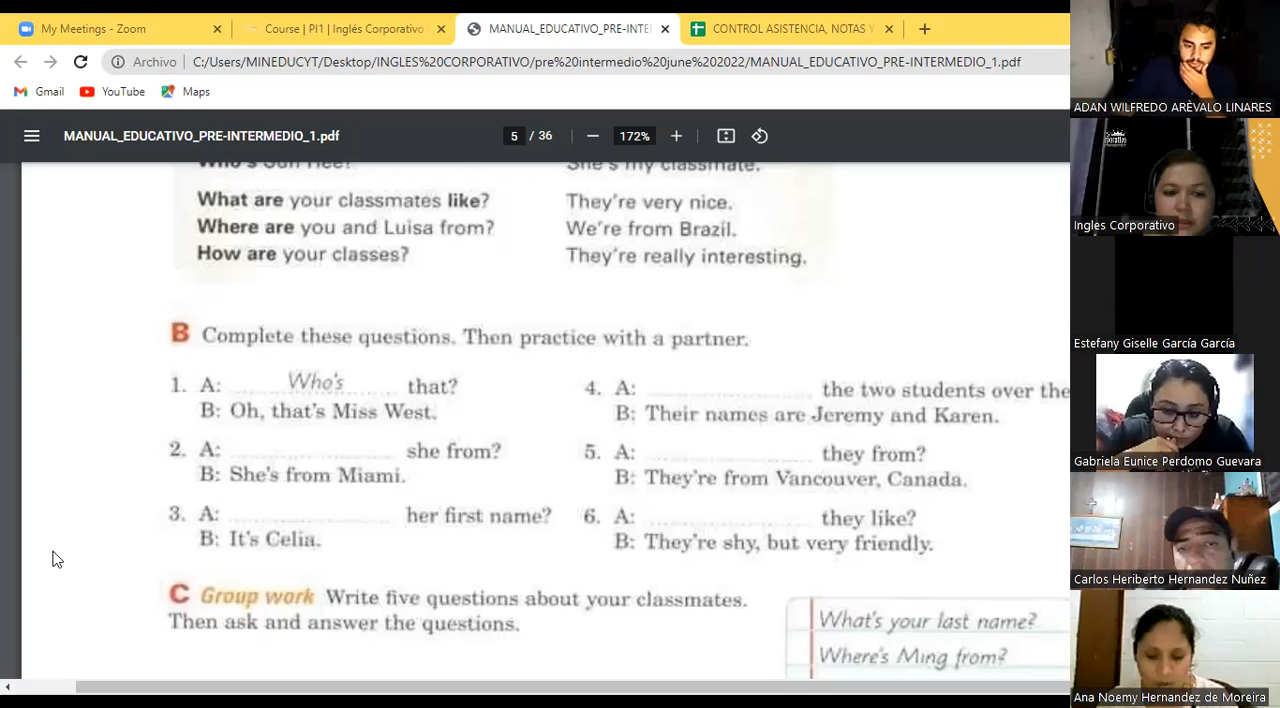 My Meetings - Zoom
Course | PI1 | Inglés Corporativo
MANUAL_EDUCATIVO_PRE-INTER
CONTROL ASISTENCIA, NOTAS Y
Archivo | C:/Users/MINEDUCYT/Desktop/INGLES%20CORPORATIVO/pre%20intermedio%20june%202022/MANUAL_EDUCATIVO_PRE-INTERMEDIO_1.pdf
Gmail YouTube Maps
MANUAL_EDUCATIVO_PRE-INTERMEDIO_1.pdf 5 / 36 172%
She's my classmate.
What are your classmates like? They're very nice.
Where are you and Luisa from? We're from Brazil.
How are your classes? They're really interesting.
B Complete these questions. Then practice with a partner.
1. A: Who's that?
B: Oh, that's Miss West.
2. A: she from?
B: She's from Miami.
3. A: her first name?
B: It's Celia.
4. A: the two students over the
B: Their names are Jeremy and Karen.
5. A: they from?
B: They're from Vancouver, Canada.
6. A: they like?
B: They're shy, but very friendly.
C Group work Write five questions about your classmates.
Then ask and answer the questions.
What's your last name?
Where's Ming from?
ADAN WILFREDO ARÈVALO LINARES
Ingles Corporativo
Estefany Giselle García García
Gabriela Eunice Perdomo Guevara
Carlos Heriberto Hernandez Nuñez
Ana Noemy Hernandez de Moreira